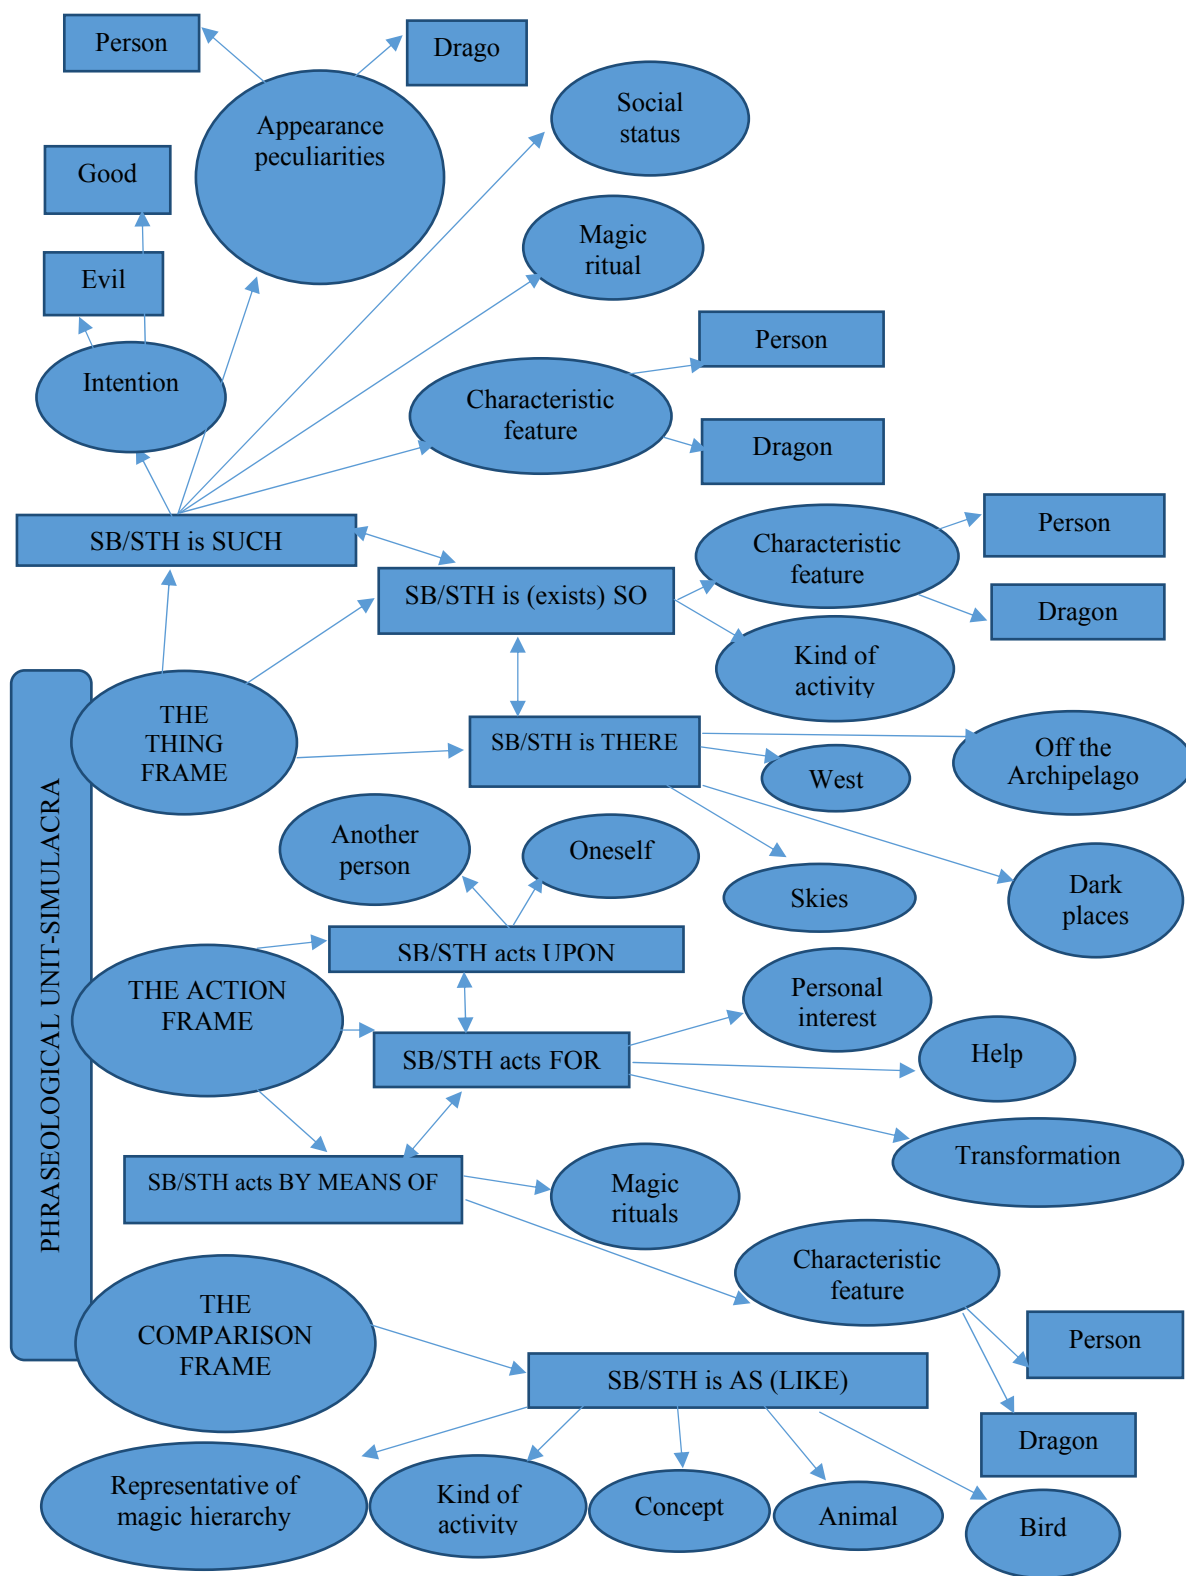 Person
Drago
Appearance
peculiarities
Social
status
Good
Magic
ritual
Evil
Person
Intention
Characteristic
feature
Dragon
SB/STH is SUCH
Characteristic
feature
Person
SB/STH is (exists) SO
Dragon
Kind of
activity
PHRASEOLOGICAL UNIT-SIMULACRA
THE
THING
FRAME
SB/STH is THERE
Off the
Archipelago
West
Another
person
Oneself
Skies
Dark
places
SB/STH acts UPON
THE ACTION
FRAME
Personal
interest
SB/STH acts FOR
Help
Transformation
SB/STH acts BY MEANS OF
Magic
rituals
Characteristic
feature
THE
COMPARISON
FRAME
Person
SB/STH is AS (LIKE)
Dragon
Representative of
magic hierarchy
Kind of
activity
Concept
Animal
Bird